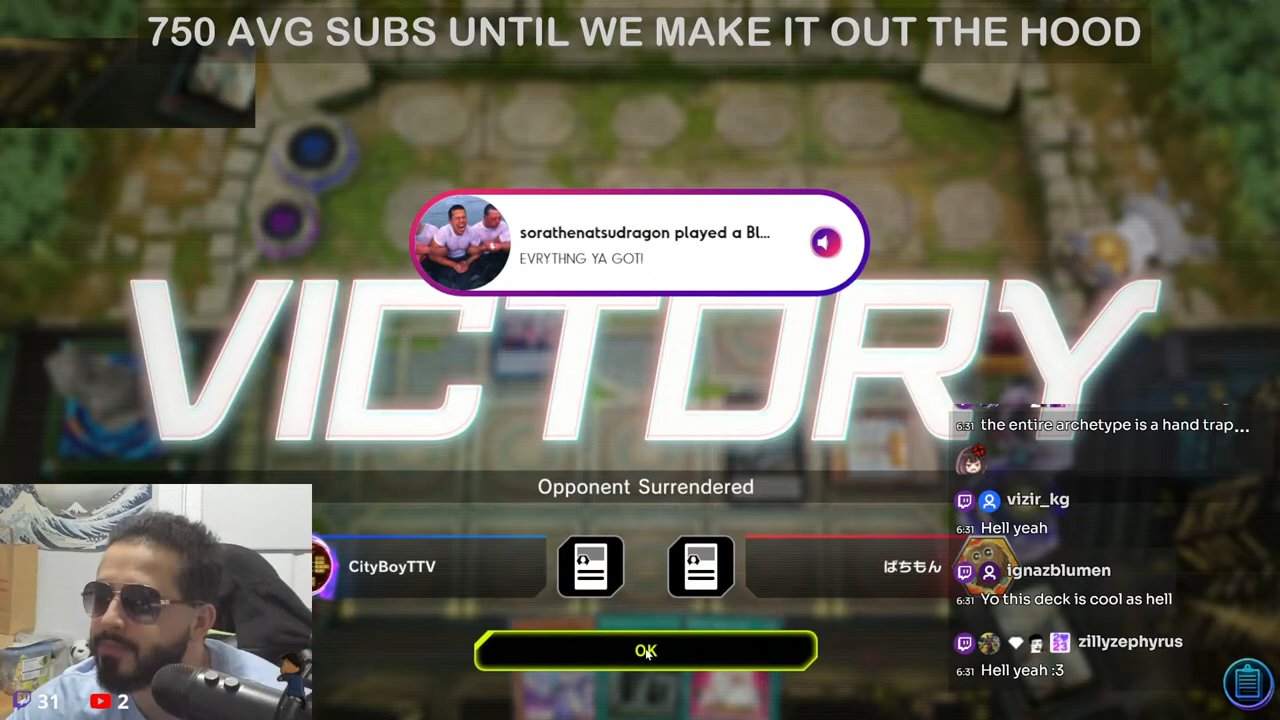 750 AVG SUBS UNTIL WE MAKE IT OUT THE HOOD
sorathenatsudragon played a Bl...
EVRYTHNG YA GOT!
VICTORY
Opponent Surrendered
CityBoyTTV
ばちもん
OK
6:31 the entire archetype is a hand trap...
vizir_kg
6:31 Hell yeah
ignazblumen
6:31 Yo this deck is cool as hell
zillyzephyrus
6:31 Hell yeah :3
31
2